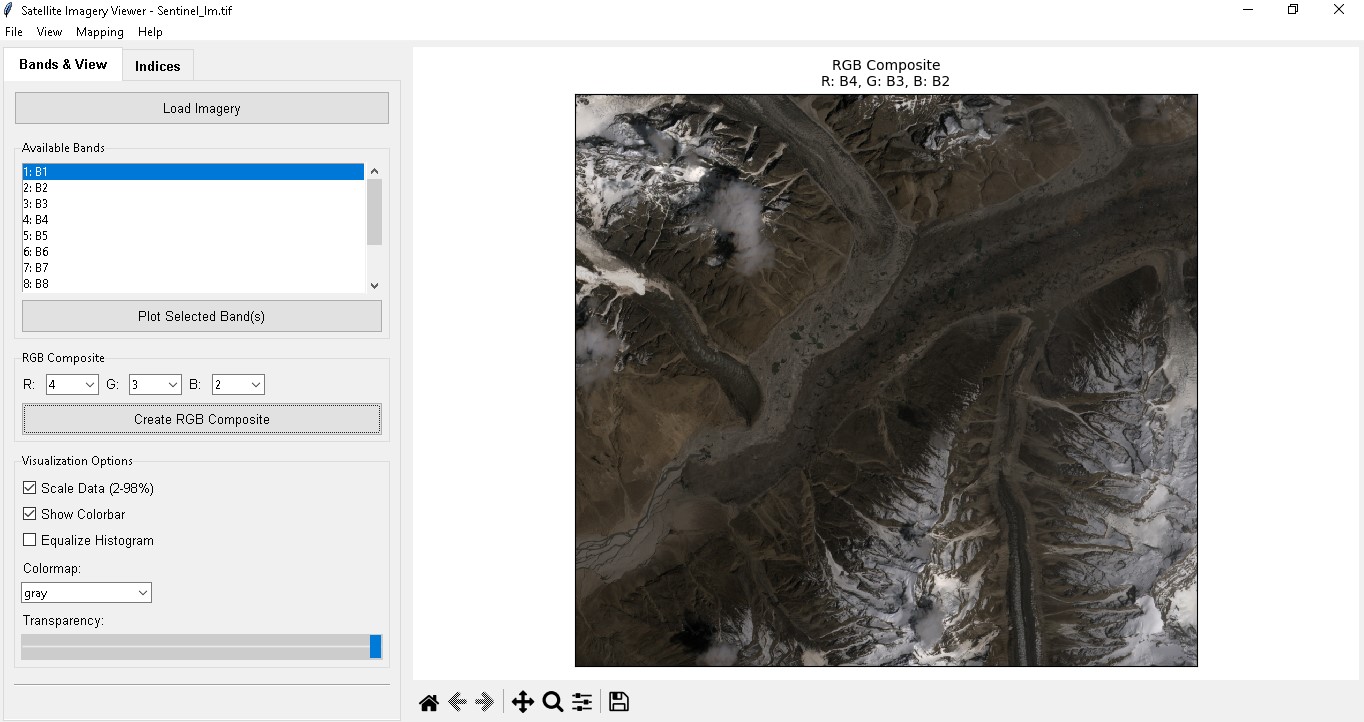 Satellite Imagery Viewer - Sentinel_Im.tif
File View Mapping Help
Bands & View Indices
Load Imagery
Available Bands
1: B1
2: B2
3: B3
4: B4
5: B5
6: B6
7: B7
8: B8
Plot Selected Band(s)
RGB Composite
R: 4 G: 3 B: 2
Create RGB Composite
Visualization Options
Scale Data (2-98%)
Show Colorbar
Equalize Histogram
Colormap:
gray
Transparency:
RGB Composite
R: B4, G: B3, B: B2